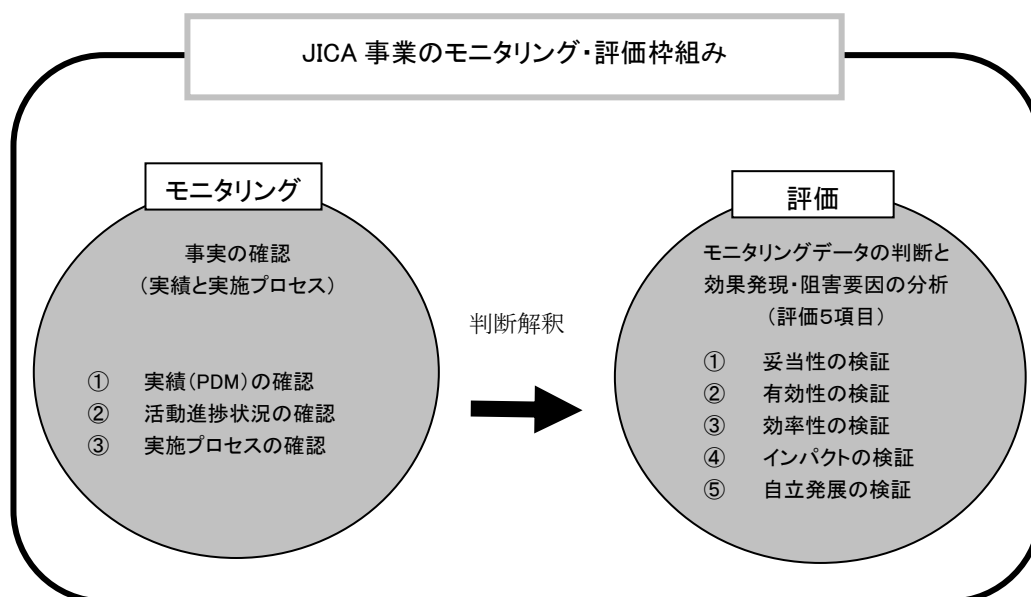 JICA 事業のモニタリング・評価枠組み
モニタリング
事実の確認
(実績と実施プロセス)
① 実績(PDM)の確認
② 活動進捗状況の確認
③ 実施プロセスの確認
判断解釈
評価
モニタリングデータの判断と
効果発現・阻害要因の分析
(評価5項目)
① 妥当性の検証
② 有効性の検証
③ 効率性の検証
④ インパクトの検証
⑤ 自立発展の検証